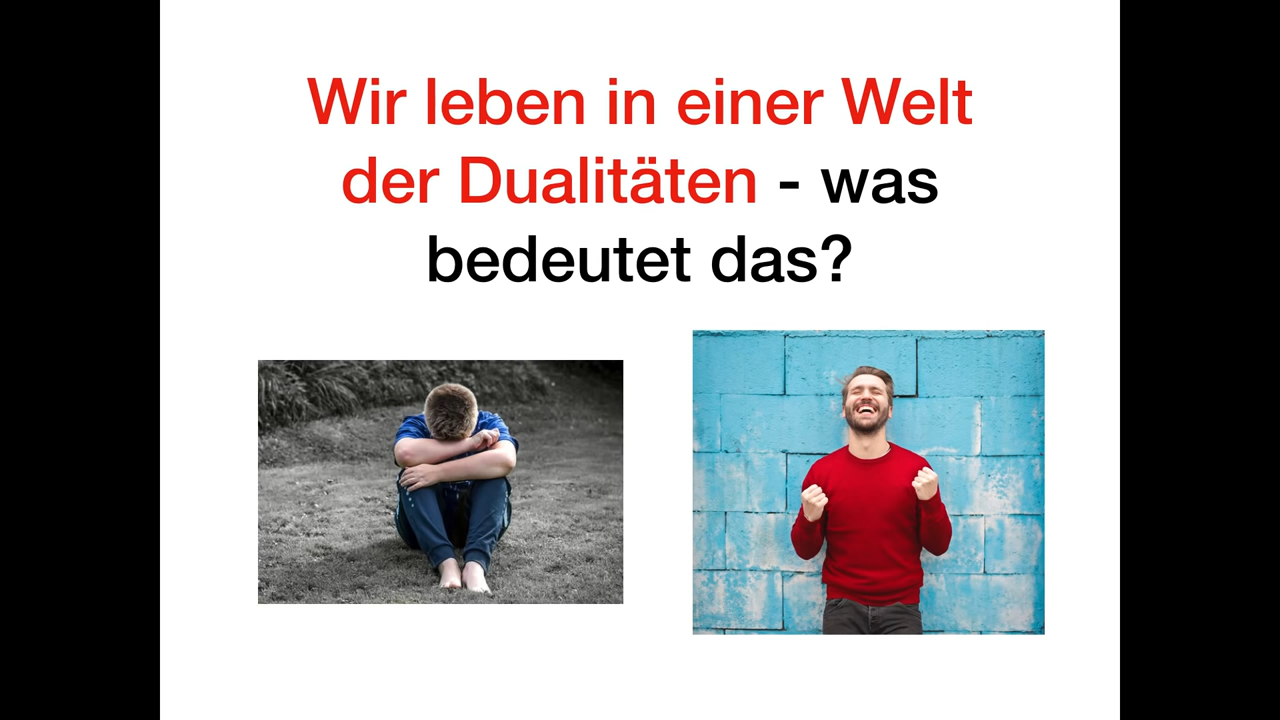 Wir leben in einer Welt
der Dualitäten - was
bedeutet das?